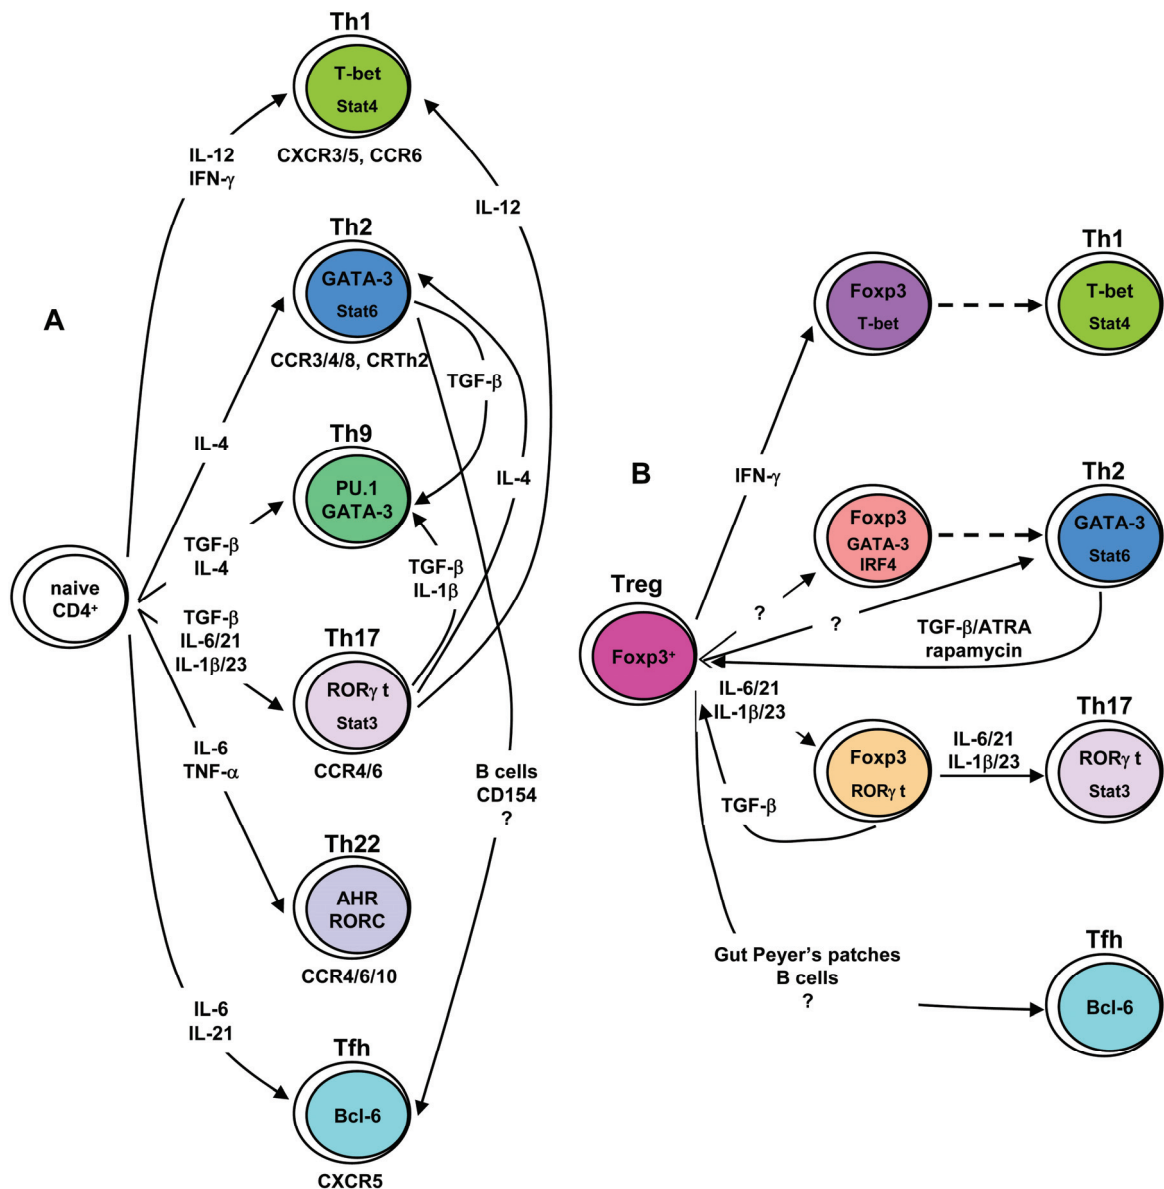 A
Th1
T-bet
Stat4
CXCR3/5, CCR6
IL-12
IFN-γ
IL-12
Th2
GATA-3
Stat6
CCR3/4/8, CRTh2
TGF-β
IL-4
Th9
PU.1
GATA-3
IL-4
TGF-β
IL-4
TGF-β
IL-1β
naive
CD4⁺
TGF-β
IL-6/21
IL-1β/23
Th17
RORγ t
Stat3
CCR4/6
IL-6
TNF-α
B cells
CD154
?
Th22
AHR
RORC
CCR4/6/10
IL-6
IL-21
Tfh
Bcl-6
CXCR5
B
Th1
Foxp3
T-bet
T-bet
Stat4
IFN-γ
Th2
Foxp3
GATA-3
IRF4
GATA-3
Stat6
Treg
Foxp3⁺
?
?
TGF-β/ATRA
rapamycin
IL-6/21
IL-1β/23
Th17
Foxp3
RORγ t
IL-6/21
IL-1β/23
RORγ t
Stat3
TGF-β
Gut Peyer's patches
B cells
?
Tfh
Bcl-6